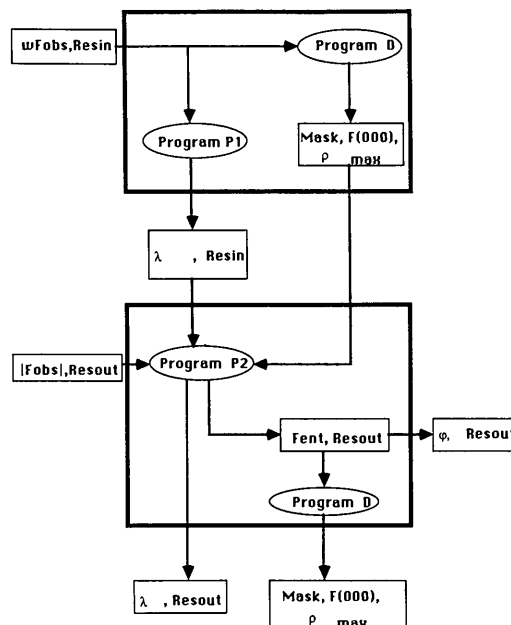 wFobs,Resin
Program D
Program P1
Mask, F(000),
ρ max
λ , Resin
|Fobs|,Resout
Program P2
Fent, Resout
φ, Resout
Program D
λ , Resout
Mask, F(000),
ρ max